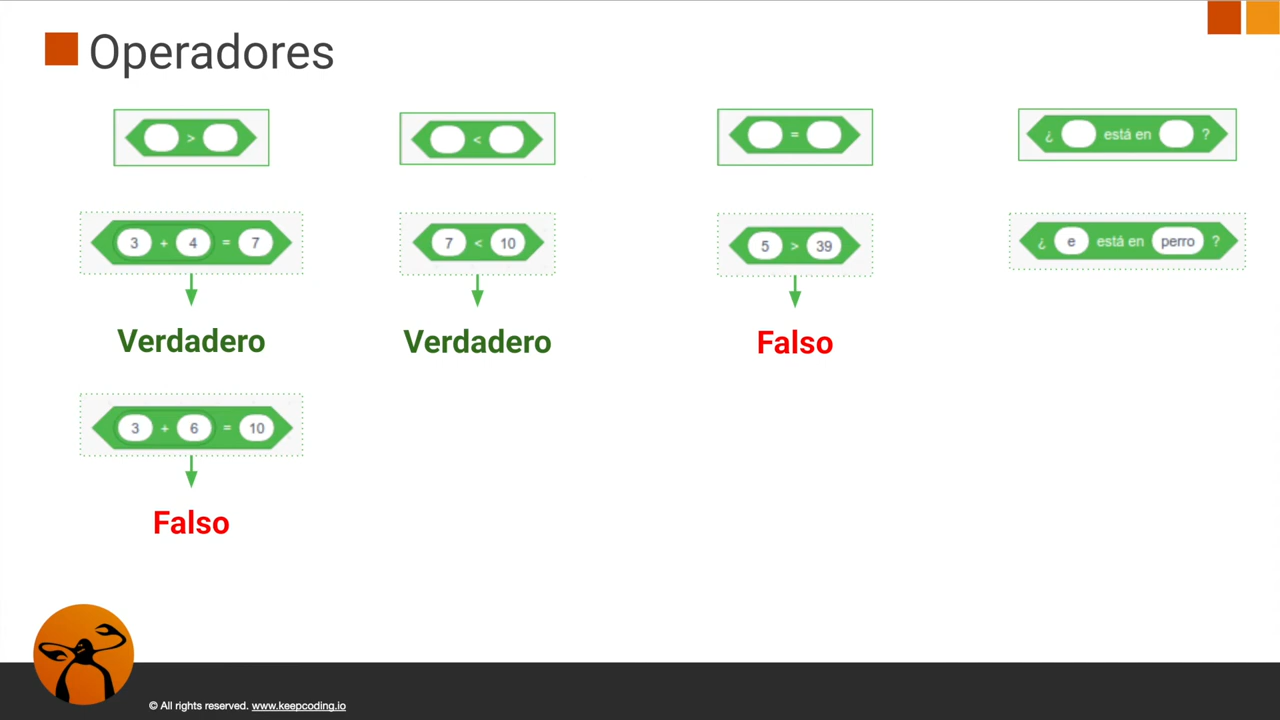 Operadores
>
<
=
¿ está en ?
3 + 4 = 7
7 < 10
5 > 39
¿ e está en perro ?
Verdadero
Verdadero
Falso
3 + 6 = 10
Falso
© All rights reserved. www.keepcoding.io